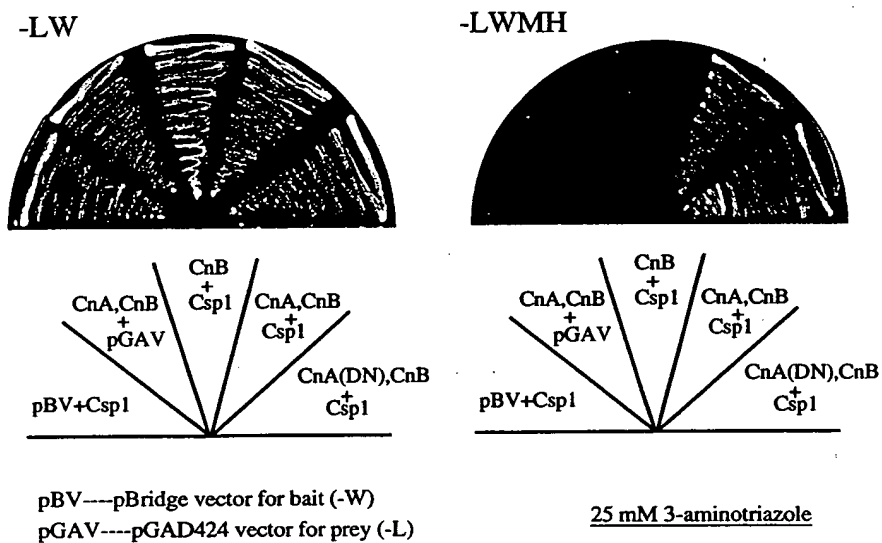 -LW
-LWMH
CnA,CnB
+
pGAV
CnB
+
Csp1
CnA,CnB
+
Csp1
CnA(DN),CnB
+
Csp1
pBV+Csp1
CnA,CnB
+
pGAV
CnB
+
Csp1
CnA,CnB
+
Csp1
CnA(DN),CnB
+
Csp1
pBV+Csp1
pBV----pBridge vector for bait (-W)
pGAV----pGAD424 vector for prey (-L)
25 mM 3-aminotriazole